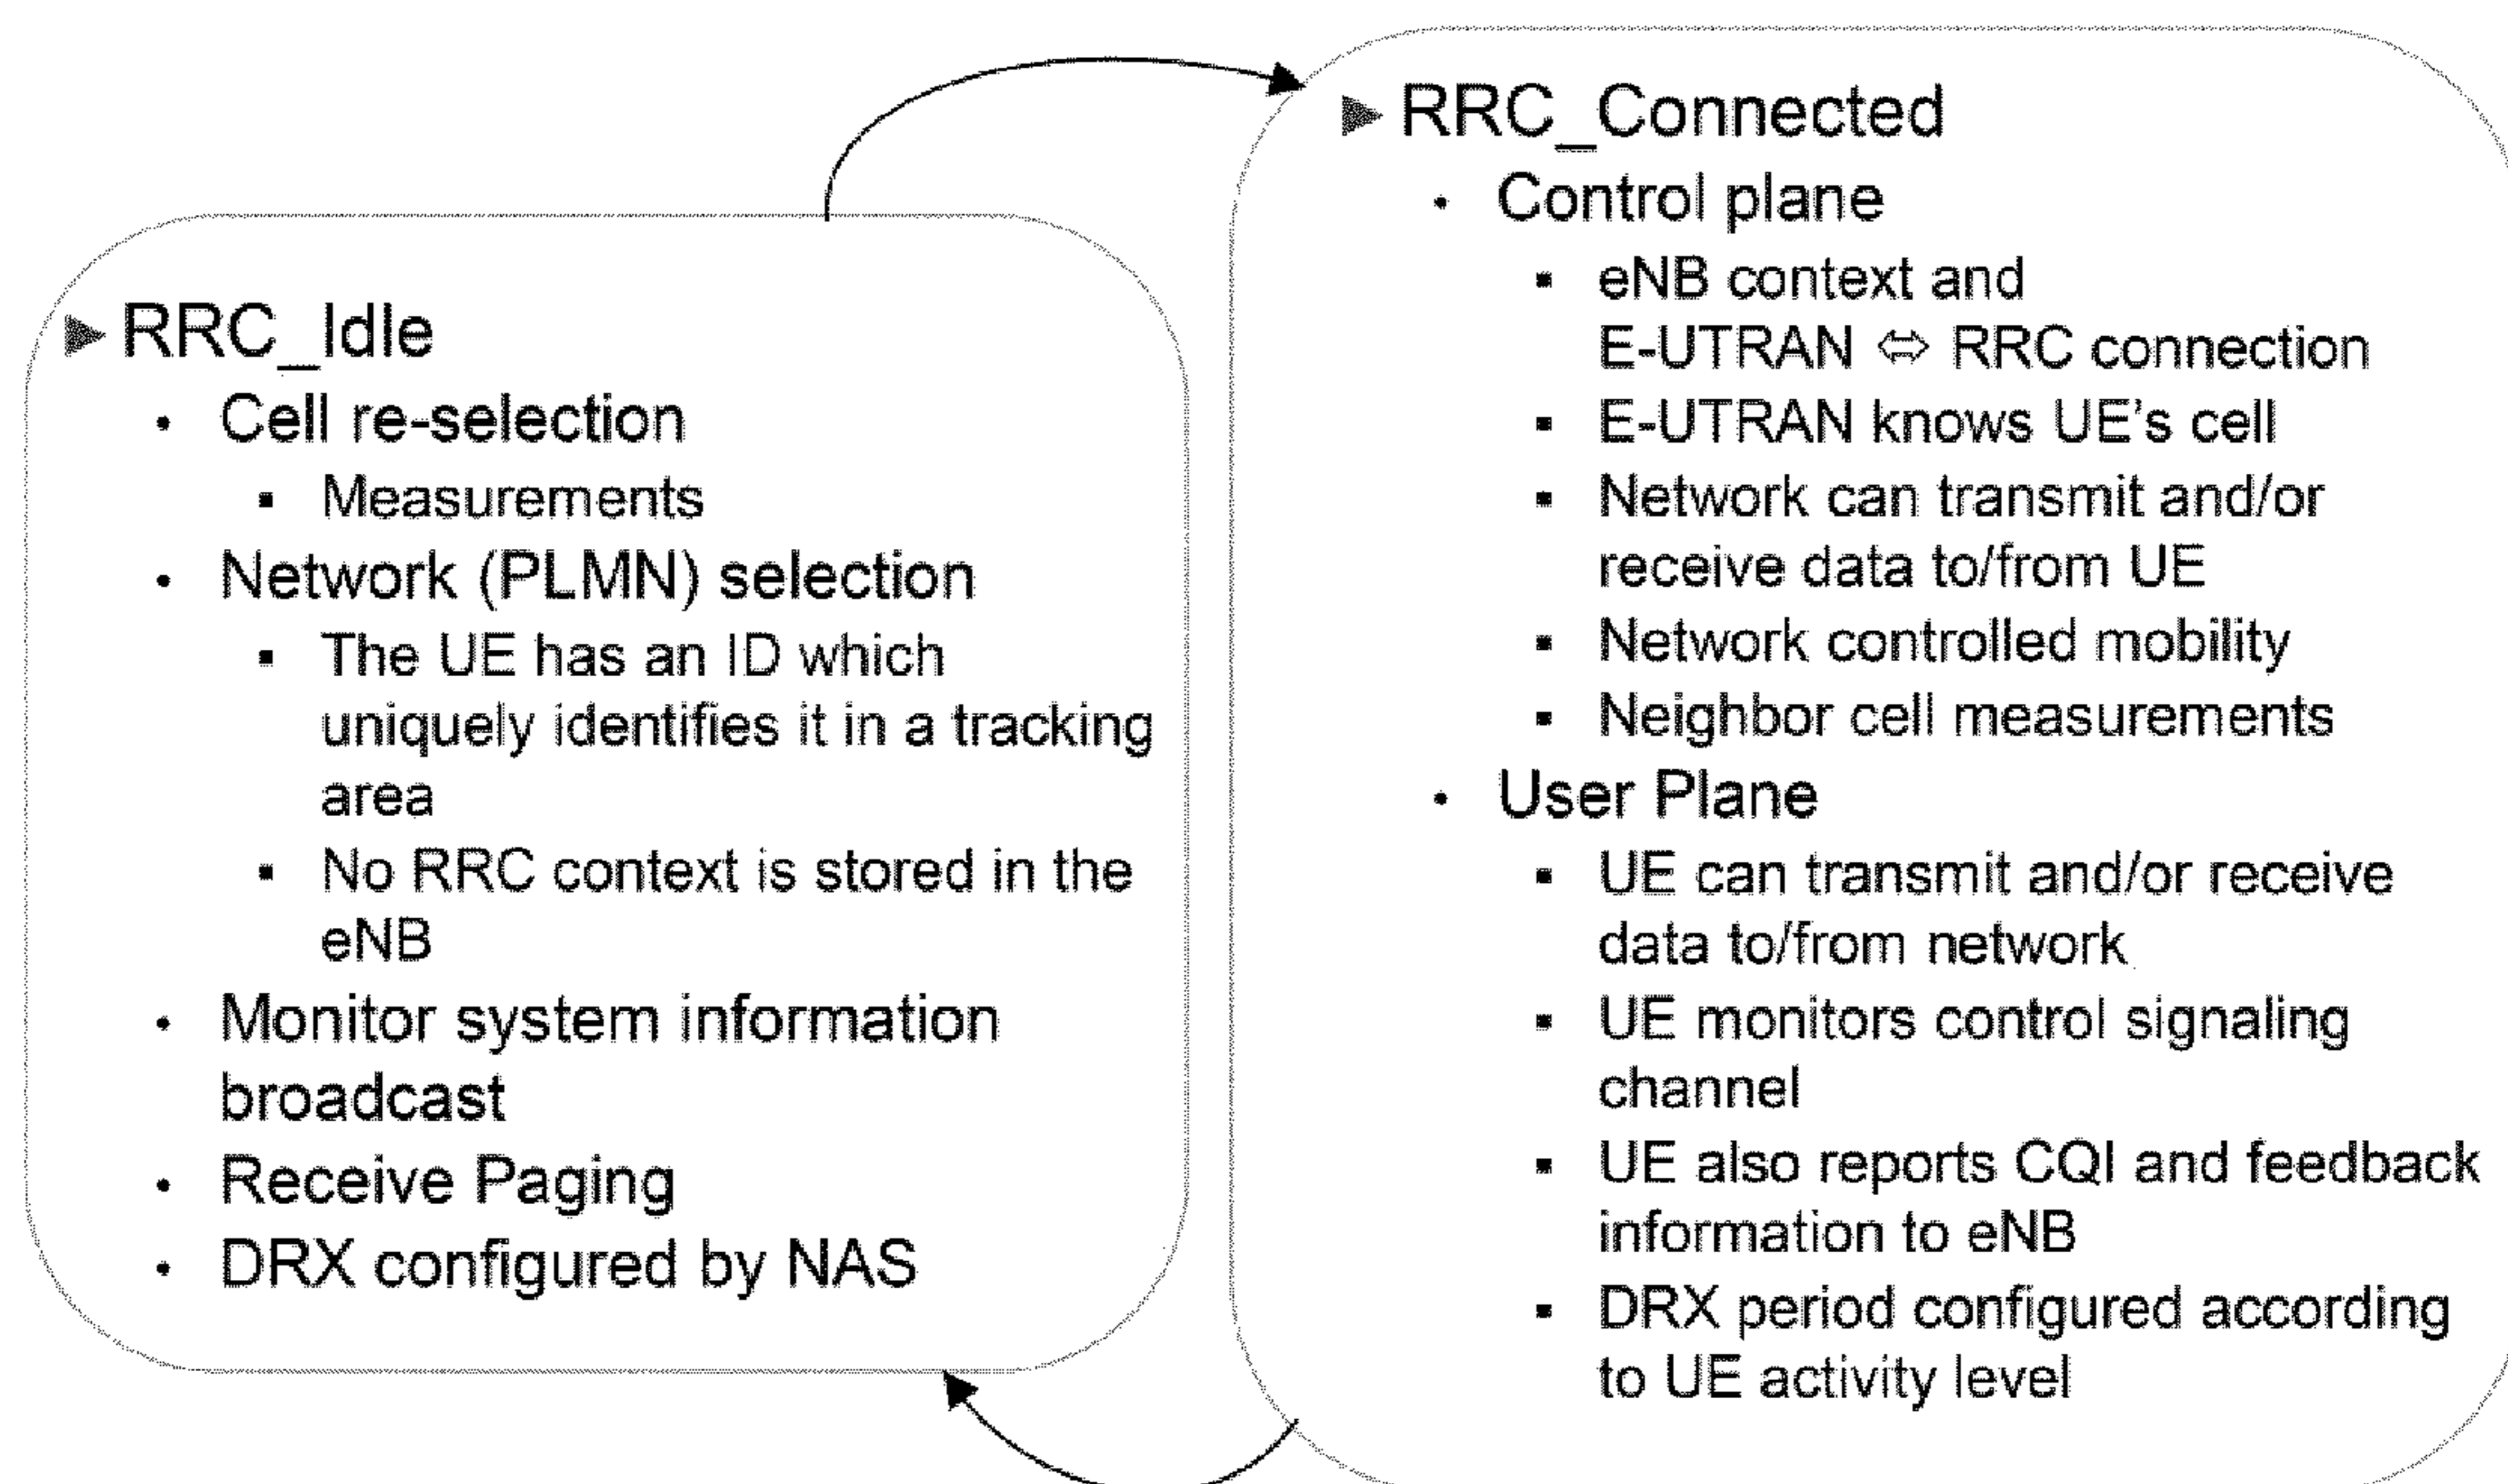 RRC_Idle
Cell re-selection
Measurements
Network (PLMN) selection
The UE has an ID which
uniquely identifies it in a tracking
area
No RRC context is stored in the
eNB
Monitor system information
broadcast
Receive Paging
DRX configured by NAS
RRC_Connected
Control plane
eNB context and
E-UTRAN ⇔ RRC connection
E-UTRAN knows UE's cell
Network can transmit and/or
receive data to/from UE
Network controlled mobility
Neighbor cell measurements
User Plane
UE can transmit and/or receive
data to/from network
UE monitors control signaling
channel
UE also reports CQI and feedback
information to eNB
DRX period configured according
to UE activity level